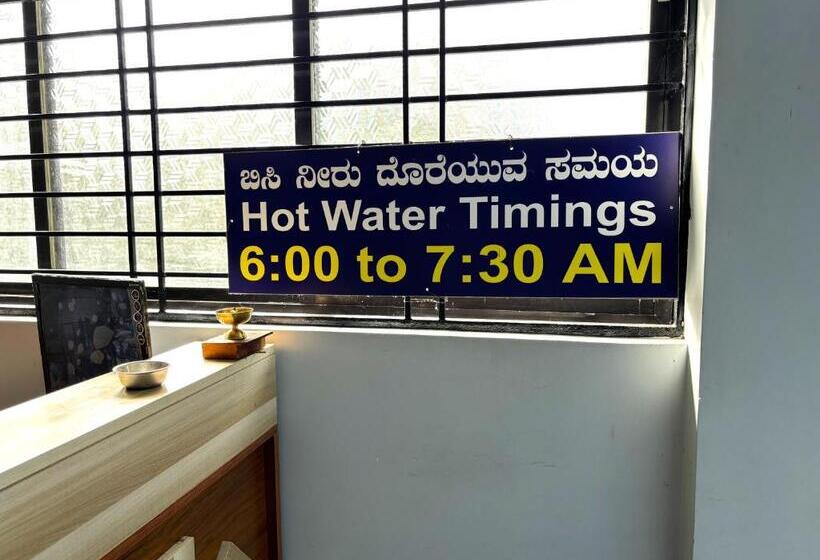 ಬಿಸಿ ನೀರು ದೊರೆಯುವ ಸಮಯ
Hot Water Timings
6:00 to 7:30 AM